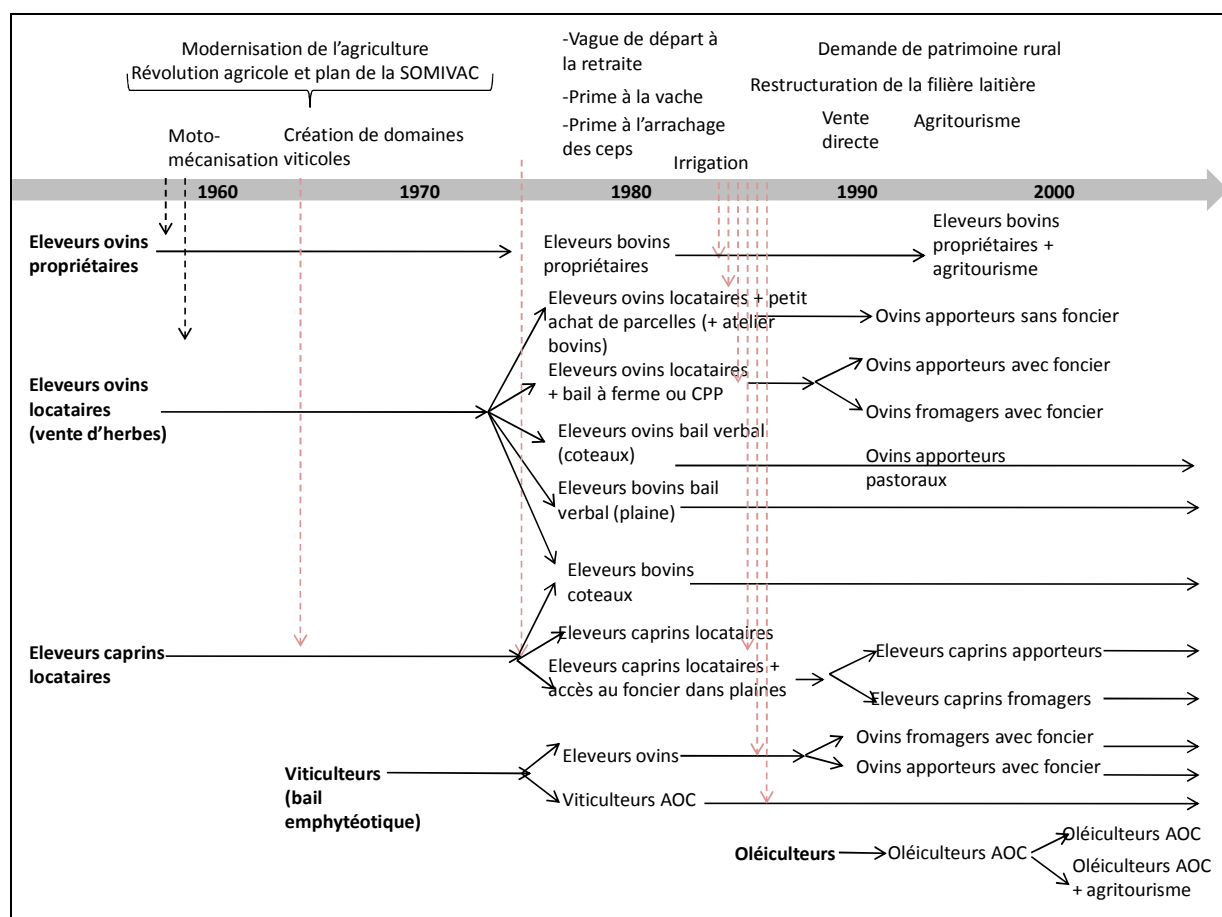 Modernisation de l'agriculture
Révolution agricole et plan de la SOMIVAC
-Vague de départ à
la retraite
-Prime à la vache
-Prime à l'arrachage
des ceps
Demande de patrimoine rural
Restructuration de la filière laitière
Vente
directe
Agritourisme
Moto-
mécanisation
Création de domaines
viticoles
Irrigation
1960
1970
1980
1990
2000
Eleveurs ovins
propriétaires
Eleveurs bovins
propriétaires
Eleveurs bovins
propriétaires +
agritourisme
Eleveurs ovins locataires + petit
achat de parcelles (+ atelier
bovins)
Ovins apporteurs sans foncier
Eleveurs ovins
locataires
(vente d'herbes)
Eleveurs ovins locataires
+ bail à ferme ou CPP
Ovins apporteurs avec foncier
Ovins fromagers avec foncier
Eleveurs ovins bail verbal
(coteaux)
Ovins apporteurs
pastoraux
Eleveurs bovins bail
verbal (plaine)
Eleveurs bovins
coteaux
Eleveurs caprins
locataires
Eleveurs caprins locataires
Eleveurs caprins locataires +
accès au foncier dans plaines
Eleveurs caprins apporteurs
Eleveurs caprins fromagers
Viticulteurs
(bail
emphytéotique)
Eleveurs ovins
Ovins fromagers avec foncier
Ovins apporteurs avec foncier
Viticulteurs AOC
Oléiculteurs
Oléiculteurs AOC
Oléiculteurs AOC
Oléiculteurs AOC
+ agritourisme